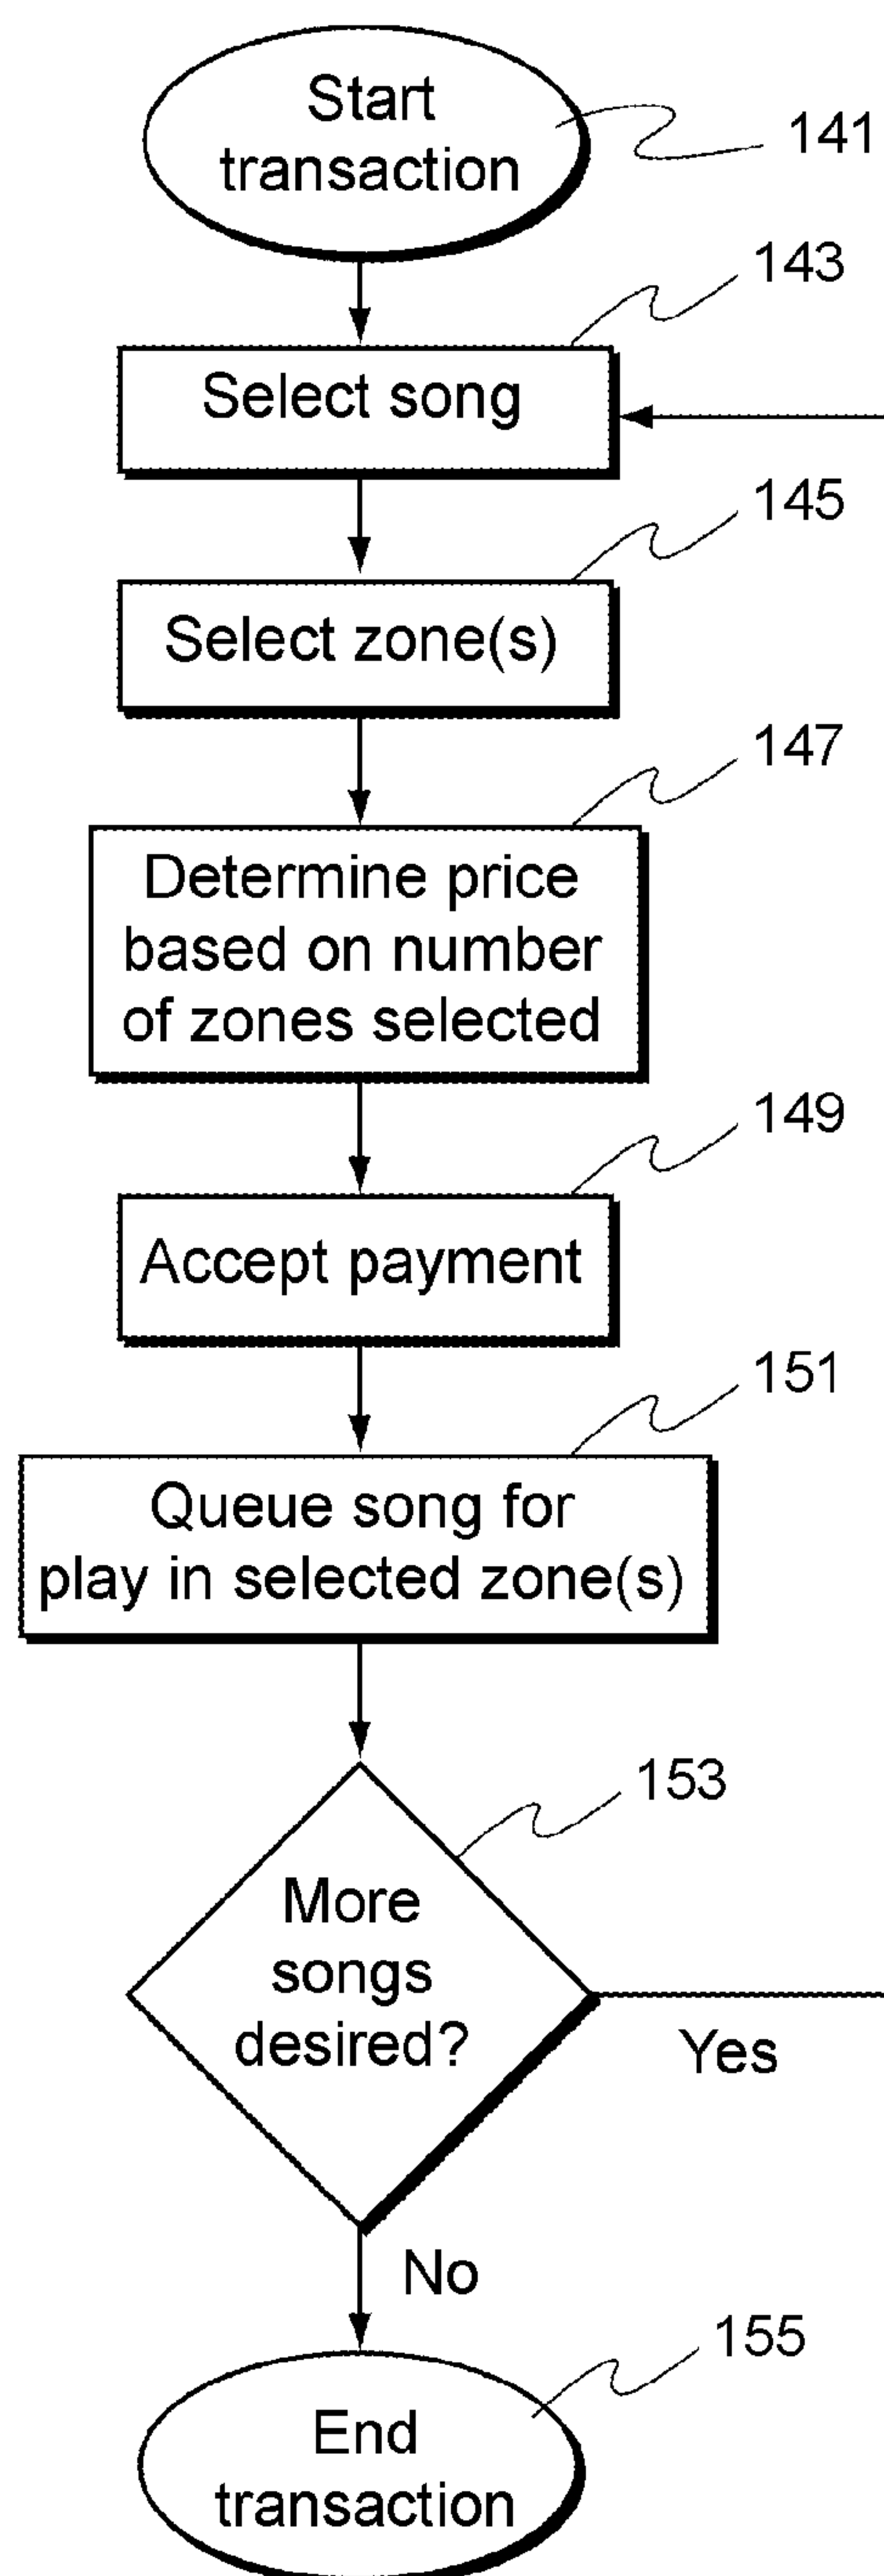 Start
transaction
141
143
Select song
145
Select zone(s)
147
Determine price
based on number
of zones selected
149
Accept payment
151
Queue song for
play in selected zone(s)
153
More
songs
desired?
Yes
No
155
End
transaction